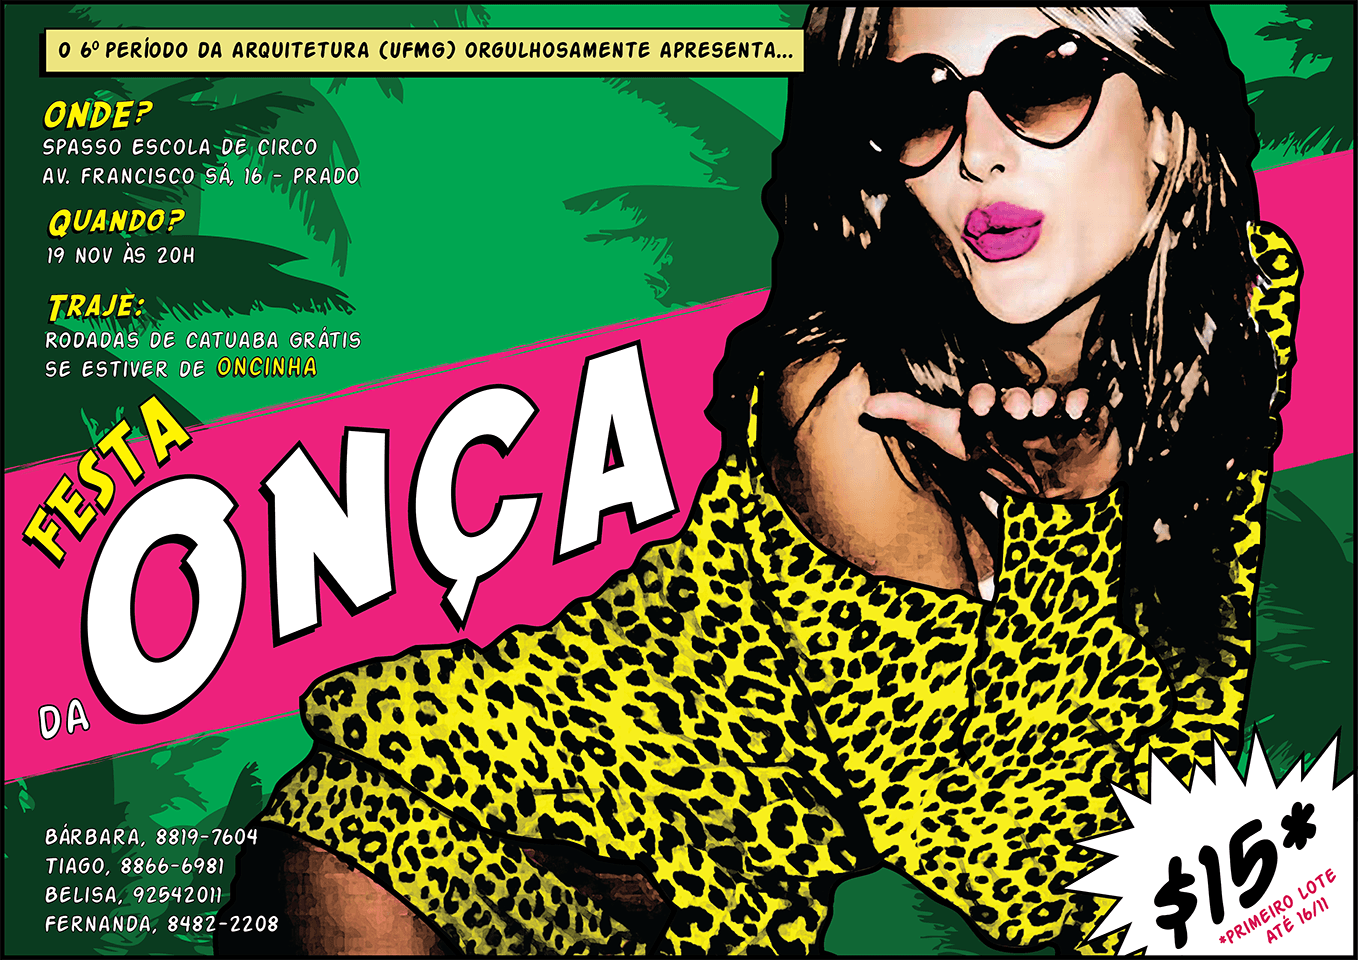 O 6º PERÍODO DA ARQUITETURA (UFMG) ORGULHOSAMENTE APRESENTA...
ONDE?
SPASSO ESCOLA DE CIRCO
AV. FRANCISCO SÁ, 16 - PRADO
QUANDO?
19 NOV ÀS 20H
TRAJE:
RODADAS DE CATUABA GRÁTIS
SE ESTIVER DE ONCINHA
FESTA
DA
ONÇA
BÁRBARA, 8819-7604
TIAGO, 8866-6981
BELISA, 92542011
FERNANDA, 8482-2208
$15*
*PRIMEIRO LOTE
ATÉ 16/11